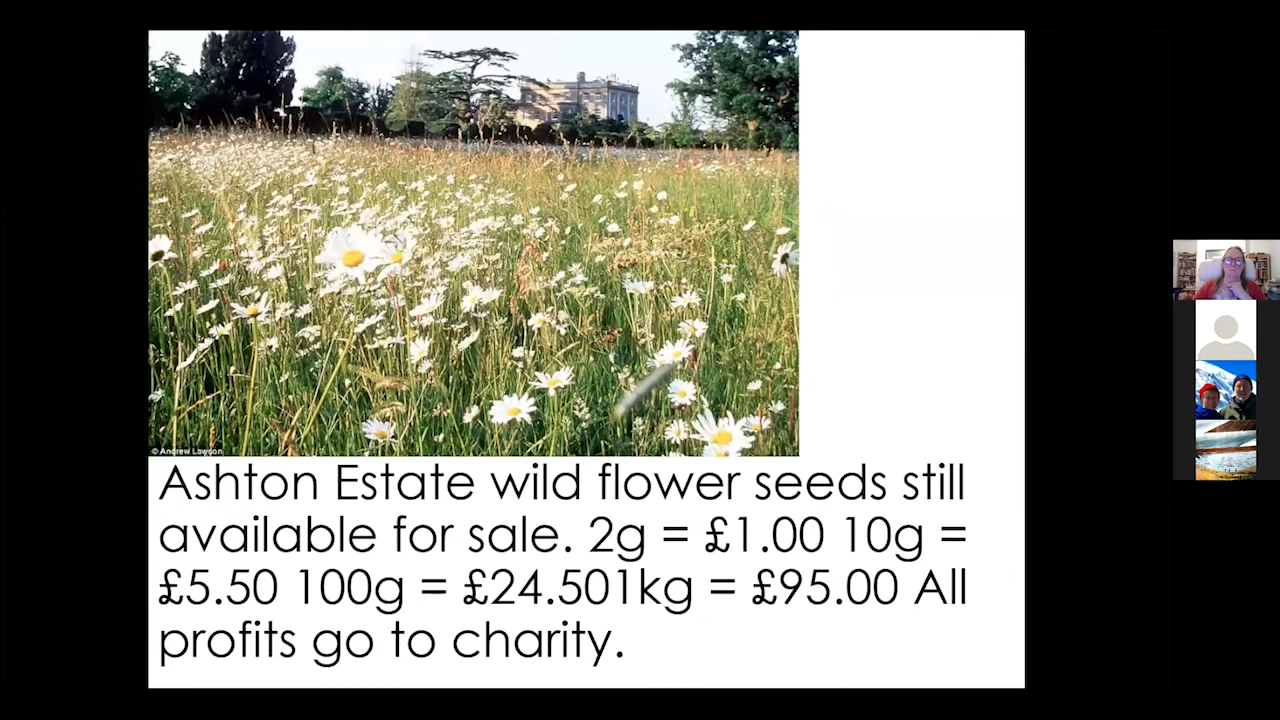 © Andrew Lawson
Ashton Estate wild flower seeds still
available for sale. 2g = £1.00 10g =
£5.50 100g = £24.501kg = £95.00 All
profits go to charity.